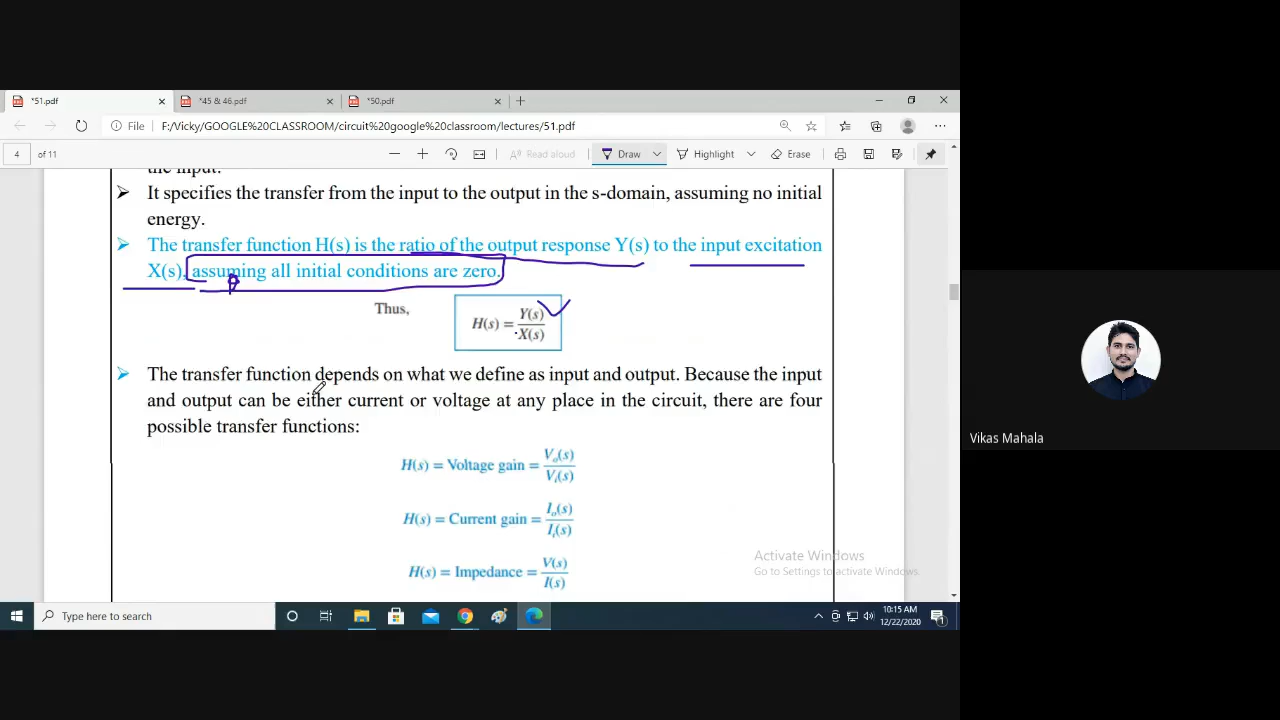 *51.pdf
*45 & 46.pdf
*50.pdf
File F:/Vicky/GOOGLE%20CLASSROOM/circuit%20google%20classroom/lectures/51.pdf
4 of 11
Read aloud
Draw
Highlight
Erase
the input.
➤ It specifies the transfer from the input to the output in the s-domain, assuming no initial
energy.
➤ The transfer function H(s) is the ratio of the output response Y(s) to the input excitation
X(s), assuming all initial conditions are zero.
Thus, H(s) = Y(s)/X(s)
➤ The transfer function depends on what we define as input and output. Because the input
and output can be either current or voltage at any place in the circuit, there are four
possible transfer functions:
H(s) = Voltage gain = Vo(s)/Vi(s)
H(s) = Current gain = Io(s)/Ii(s)
H(s) = Impedance = V(s)/I(s)
Activate Windows
Go to Settings to activate Windows.
Vikas Mahala
Type here to search
10:15 AM
12/22/2020
1